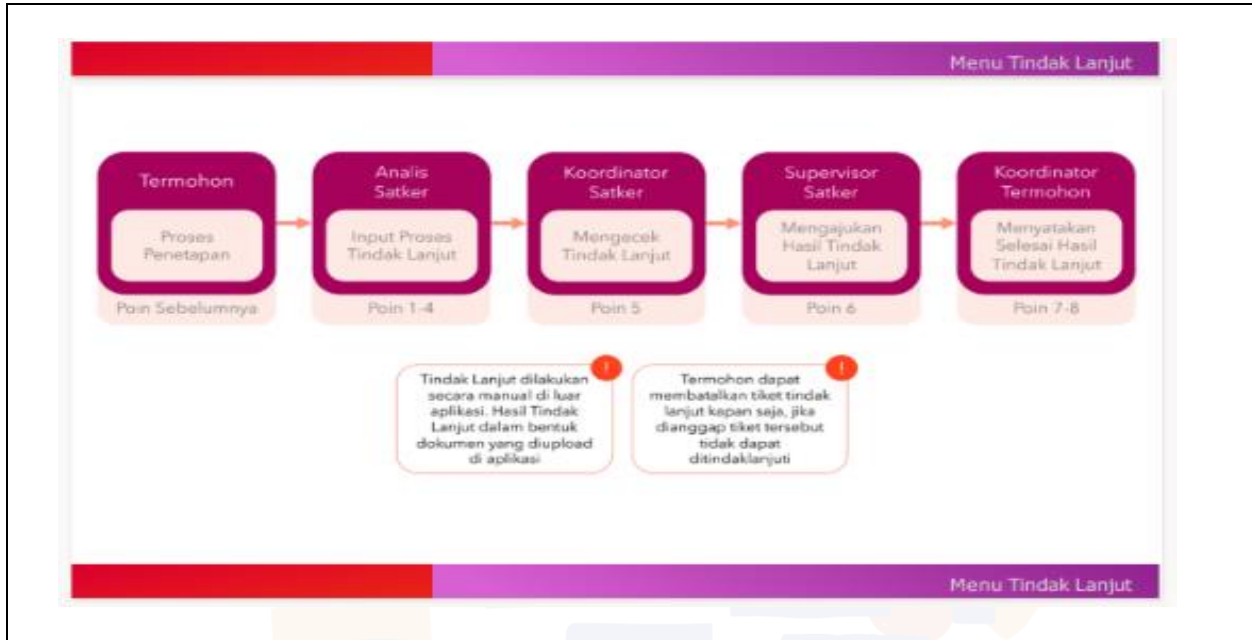 Menu Tindak Lanjut
Termohon
Proses
Penetapan
Poin Sebelumnya
Analis
Satker
Input Proses
Tindak Lanjut
Poin 1-4
Koordinator
Satker
Mengecek
Tindak Lanjut
Poin 5
Supervisor
Satker
Mengajukan
Hasil Tindak
Lanjut
Poin 6
Koordinator
Termohon
Menyatakan
Selesai Hasil
Tindak Lanjut
Poin 7-8
!
Tindak Lanjut dilakukan
secara manual di luar
aplikasi. Hasil Tindak
Lanjut dalam bentuk
dokumen yang diupload
di aplikasi
!
Termohon dapat
membatalkan tiket tindak
lanjut kapan saja, jika
dianggap tiket tersebut
tidak dapat
ditindaklanjuti
Menu Tindak Lanjut